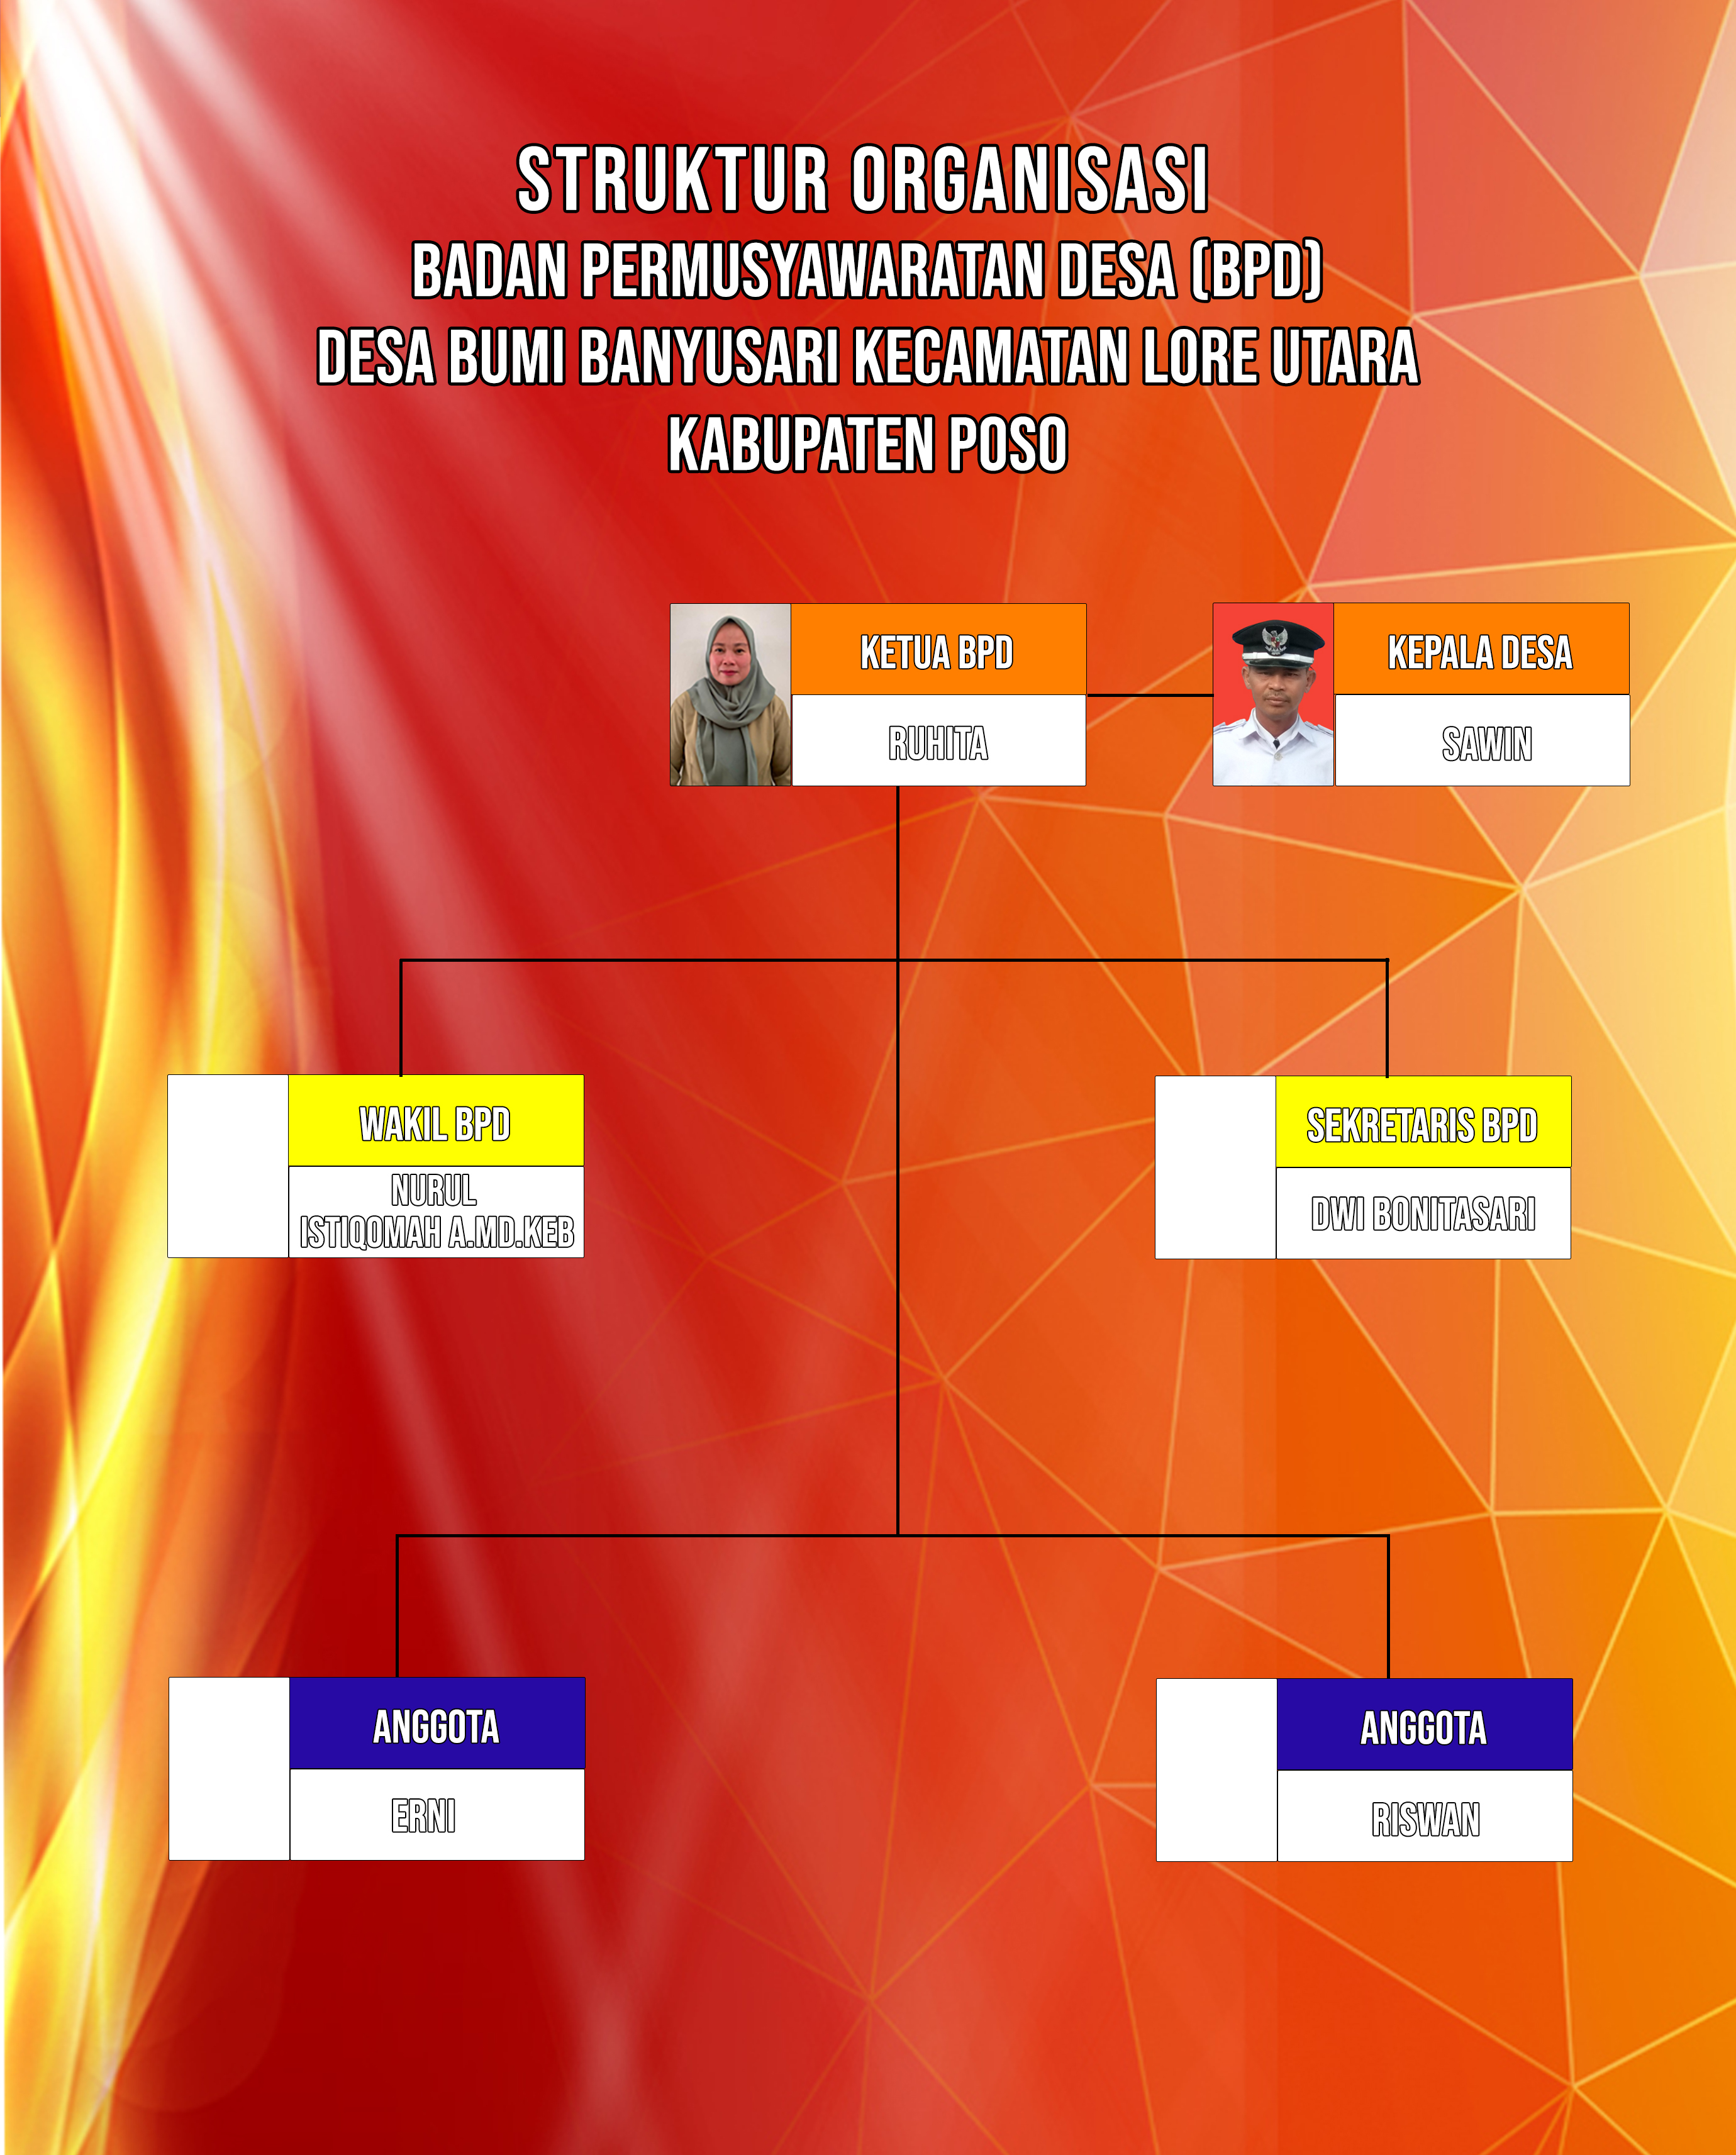 STRUKTUR ORGANISASI
BADAN PERMUSYAWARATAN DESA (BPD)
DESA BUMI BANYUSARI KECAMATAN LORE UTARA
KABUPATEN POSO
KETUA BPD
RUHITA
KEPALA DESA
SAWIN
WAKIL BPD
NURUL
ISTIQOMAH A.MD.KEB
SEKRETARIS BPD
DWI BONITASARI
ANGGOTA
ERNI
ANGGOTA
RISWAN